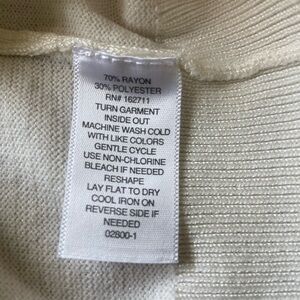 70% RAYON
30% POLYESTER
RN# 162711
TURN GARMENT
INSIDE OUT
MACHINE WASH COLD
WITH LIKE COLORS
GENTLE CYCLE
USE NON-CHLORINE
BLEACH IF NEEDED
RESHAPE
LAY FLAT TO DRY
COOL IRON ON
REVERSE SIDE IF
NEEDED
02800-1